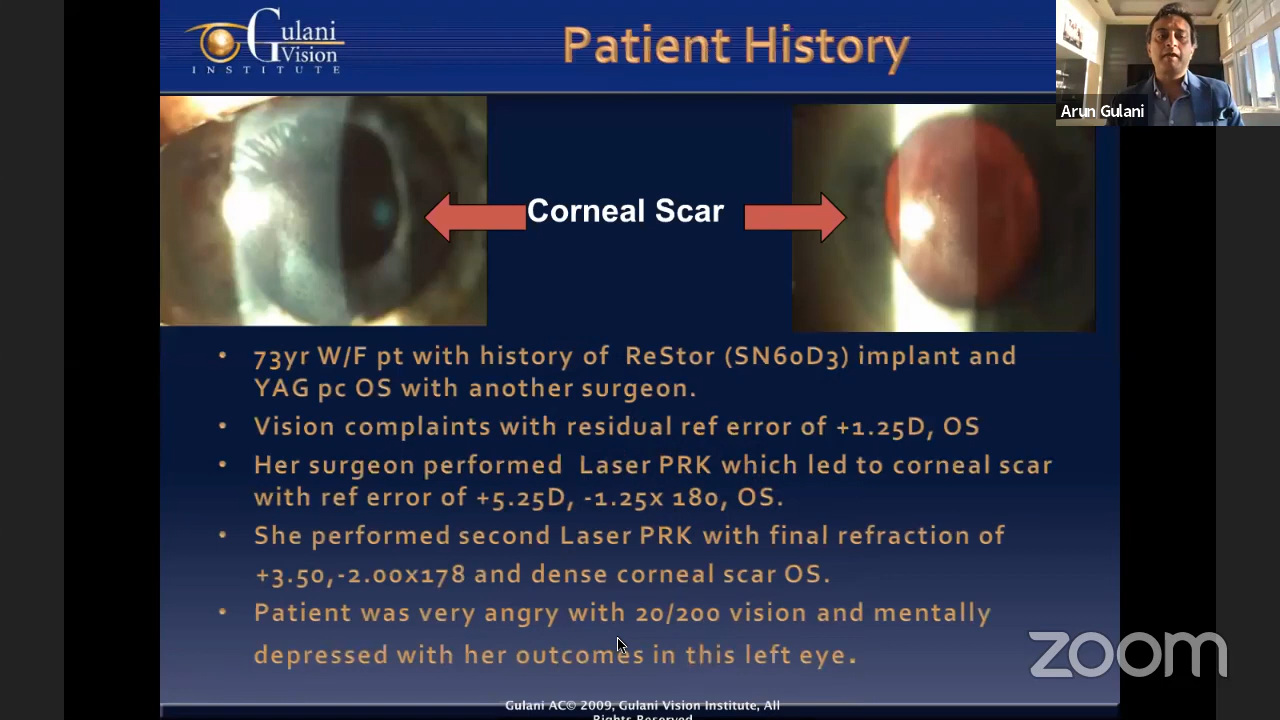 Gulani
Vision
INSTITUTE
Patient History
Arun Gulani
Corneal Scar
• 73yr W/F pt with history of ReStor (SN60D3) implant and
YAG pc OS with another surgeon.
• Vision complaints with residual ref error of +1.25D, OS
• Her surgeon performed Laser PRK which led to corneal scar
with ref error of +5.25D, -1.25x 180, OS.
• She performed second Laser PRK with final refraction of
+3.50,-2.00x178 and dense corneal scar OS.
• Patient was very angry with 20/200 vision and mentally
depressed with her outcomes in this left eye.
zoom
Gulani AC© 2009, Gulani Vision Institute, All
Rights Reserved